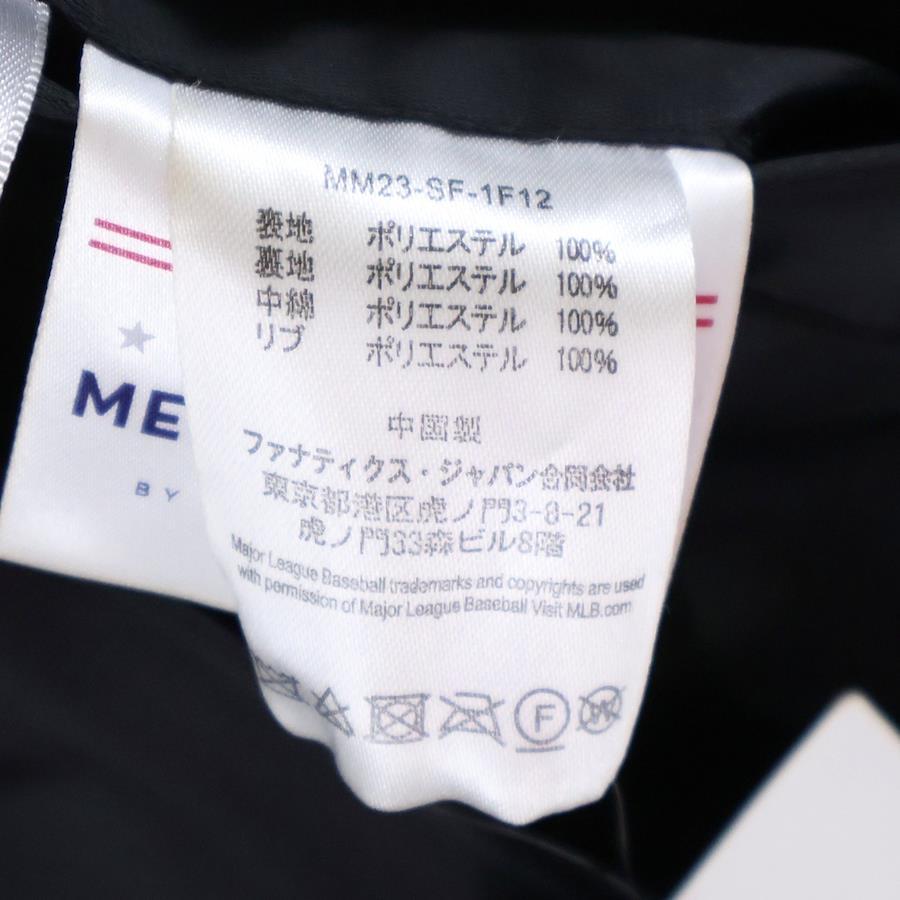 MM23-SF-1F12
表地 ポリエステル 100%
裏地 ポリエステル 100%
中綿 ポリエステル 100%
リブ ポリエステル 100%
中国製
ファナティクス・ジャパン合同会社
東京都港区虎ノ門3-8-21
虎ノ門33森ビル8階
Major League Baseball trademarks and copyrights are used
with permission of Major League Baseball Visit MLB.com
F
W
ME
BY